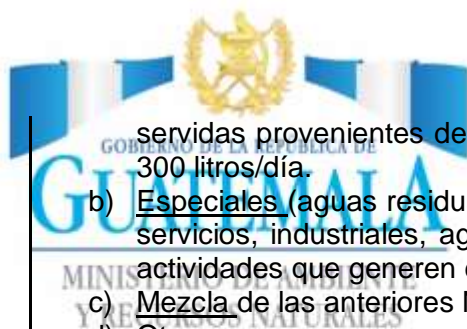 servidas provenientes de
GOBIERNO DE LA REPÚBLICA DE
300 litros/día.
GUATEMALA
b) Especiales (aguas residu
servicios, industriales, ag
MINISTERIO DE AMBIENTE
actividades que generen
c) Mezcla de las anteriores
Y RECURSOS NATURALES